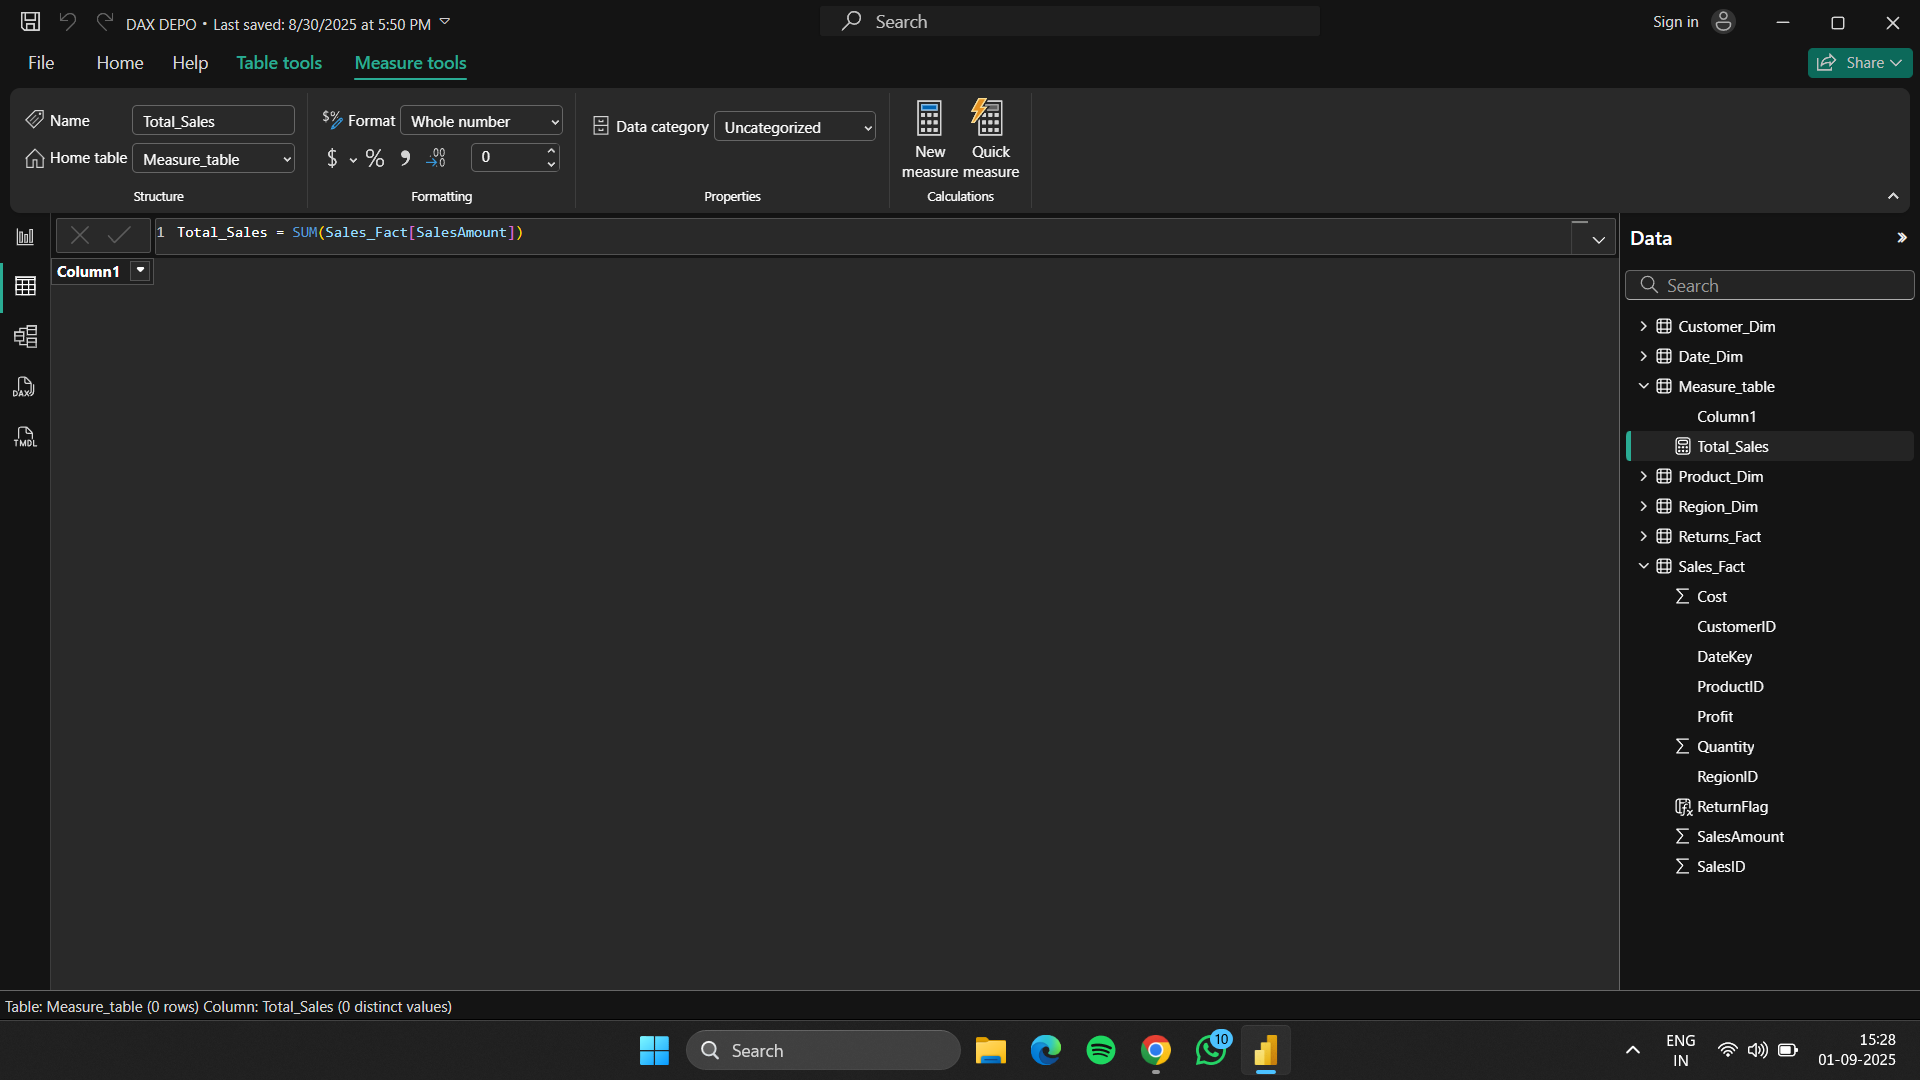 DAX DEPO • Last saved: 8/30/2025 at 5:50 PM
Search
Sign in
File
Home
Help
Table tools
Measure tools
Share
Name
Total_Sales
Home table
Measure_table
Structure
$% Format
Whole number
$ % , .00
0
Formatting
Data category
Uncategorized
Properties
New measure
Quick measure
Calculations
1 Total_Sales = SUM(Sales_Fact[SalesAmount])
Column1
DAX
TMDL
Data
Search
Customer_Dim
Date_Dim
Measure_table
Column1
Total_Sales
Product_Dim
Region_Dim
Returns_Fact
Sales_Fact
Cost
CustomerID
DateKey
ProductID
Profit
Quantity
RegionID
ReturnFlag
SalesAmount
SalesID
Table: Measure_table (0 rows) Column: Total_Sales (0 distinct values)
Search
10
ENG
IN
15:28
01-09-2025